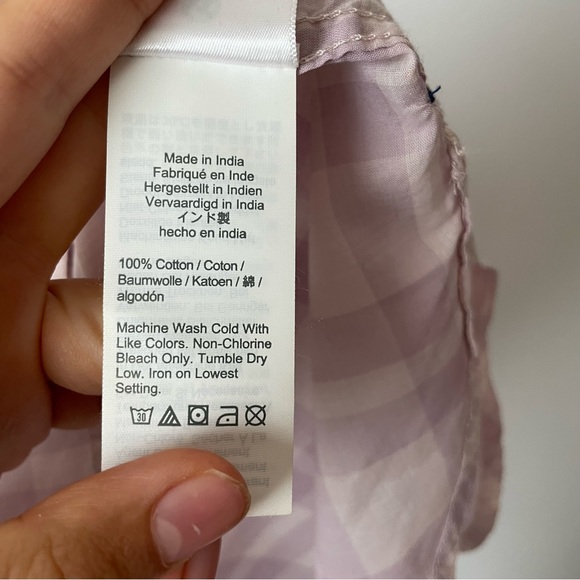 Made in India
Fabriqué en Inde
Hergestellt in Indien
Vervaardigd in India
インド製
hecho en india
100% Cotton / Coton /
Baumwolle / Katoen / 綿 /
algodón
Machine Wash Cold With
Like Colors. Non-Chlorine
Bleach Only. Tumble Dry
Low. Iron on Lowest
Setting.
30